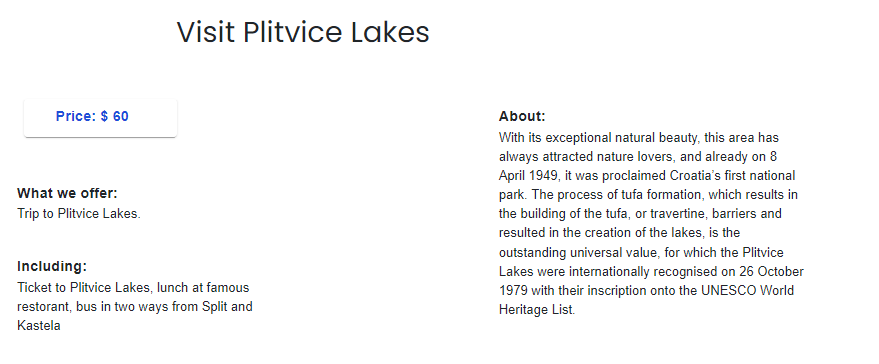 Visit Plitvice Lakes
Price: $ 60
What we offer:
Trip to Plitvice Lakes.
Including:
Ticket to Plitvice Lakes, lunch at famous
restorant, bus in two ways from Split and
Kastela
About:
With its exceptional natural beauty, this area has
always attracted nature lovers, and already on 8
April 1949, it was proclaimed Croatia's first national
park. The process of tufa formation, which results in
the building of the tufa, or travertine, barriers and
resulted in the creation of the lakes, is the
outstanding universal value, for which the Plitvice
Lakes were internationally recognised on 26 October
1979 with their inscription onto the UNESCO World
Heritage List.